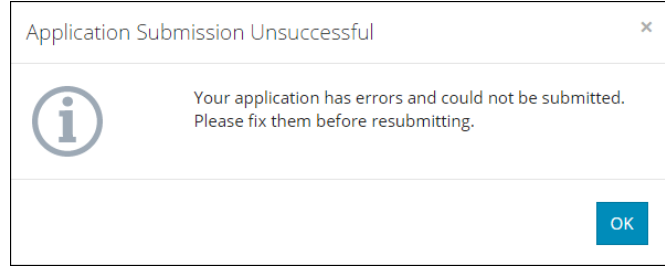 Application Submission Unsuccessful ×
Your application has errors and could not be submitted.
Please fix them before resubmitting.
OK